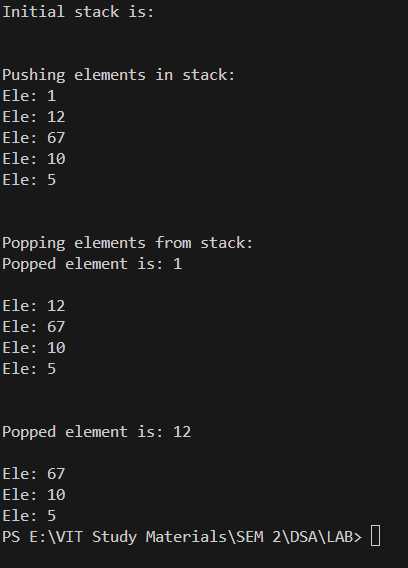 Initial stack is:
Pushing elements in stack:
Ele: 1
Ele: 12
Ele: 67
Ele: 10
Ele: 5
Popping elements from stack:
Popped element is: 1
Ele: 12
Ele: 67
Ele: 10
Ele: 5
Popped element is: 12
Ele: 67
Ele: 10
Ele: 5
PS E:\VIT Study Materials\SEM 2\DSA\LAB>